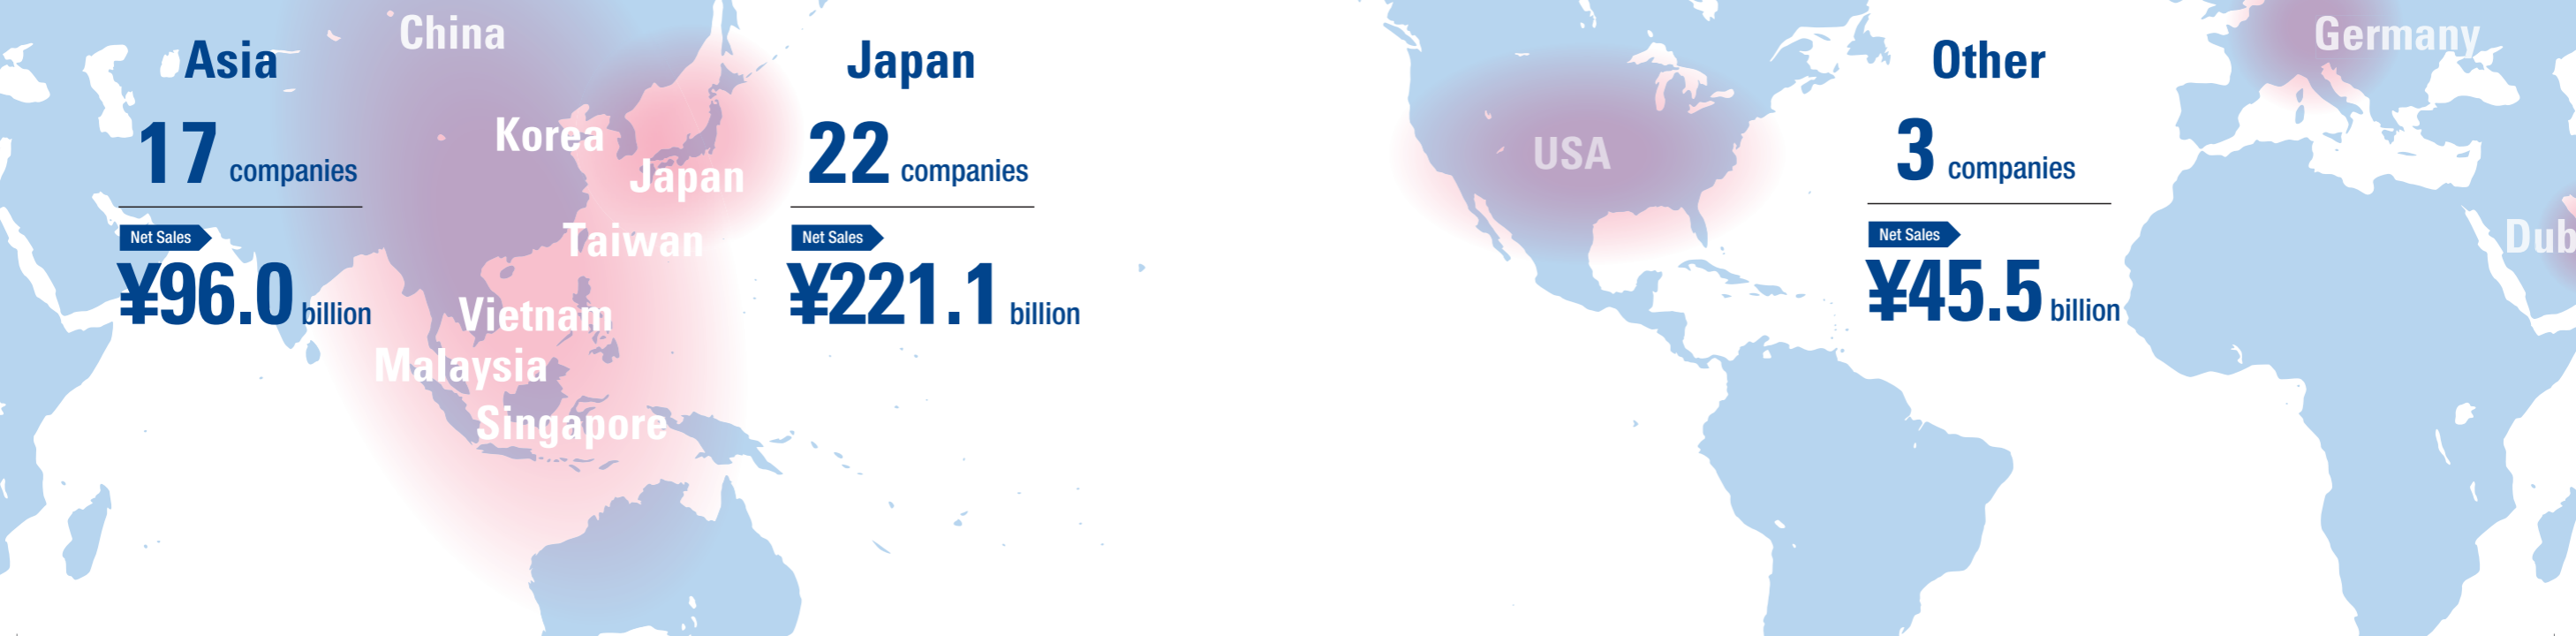 Asia
17 companies
Net Sales
¥96.0 billion
China
Korea
Japan
Taiwan
Vietnam
Malaysia
Singapore
Japan
22 companies
Net Sales
¥221.1 billion
USA
Other
3 companies
Net Sales
¥45.5 billion
Germany
Dub